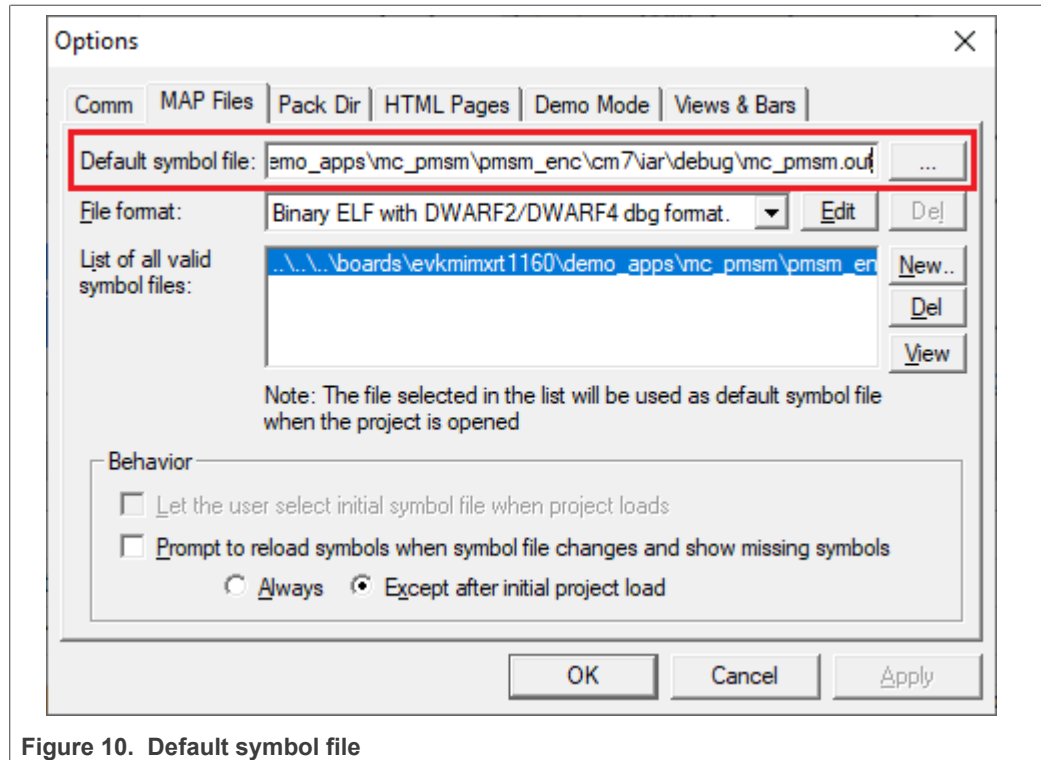 Options
Comm MAP Files Pack Dir HTML Pages Demo Mode Views & Bars
Default symbol file: emo_apps\mc_pmsm\pmsm_enc\cm7\iar\debug\mc_pmsm.out ...
File format: Binary ELF with DWARF2/DWARF4 dbg format. Edit Del
List of all valid ..\..\..\boards\evkmimxrt1160\demo_apps\mc_pmsm\pmsm_en New..
symbol files:
Del
View
Note: The file selected in the list will be used as default symbol file
when the project is opened
Behavior
Let the user select initial symbol file when project loads
Prompt to reload symbols when symbol file changes and show missing symbols
Always Except after initial project load
OK Cancel Apply
Figure 10. Default symbol file